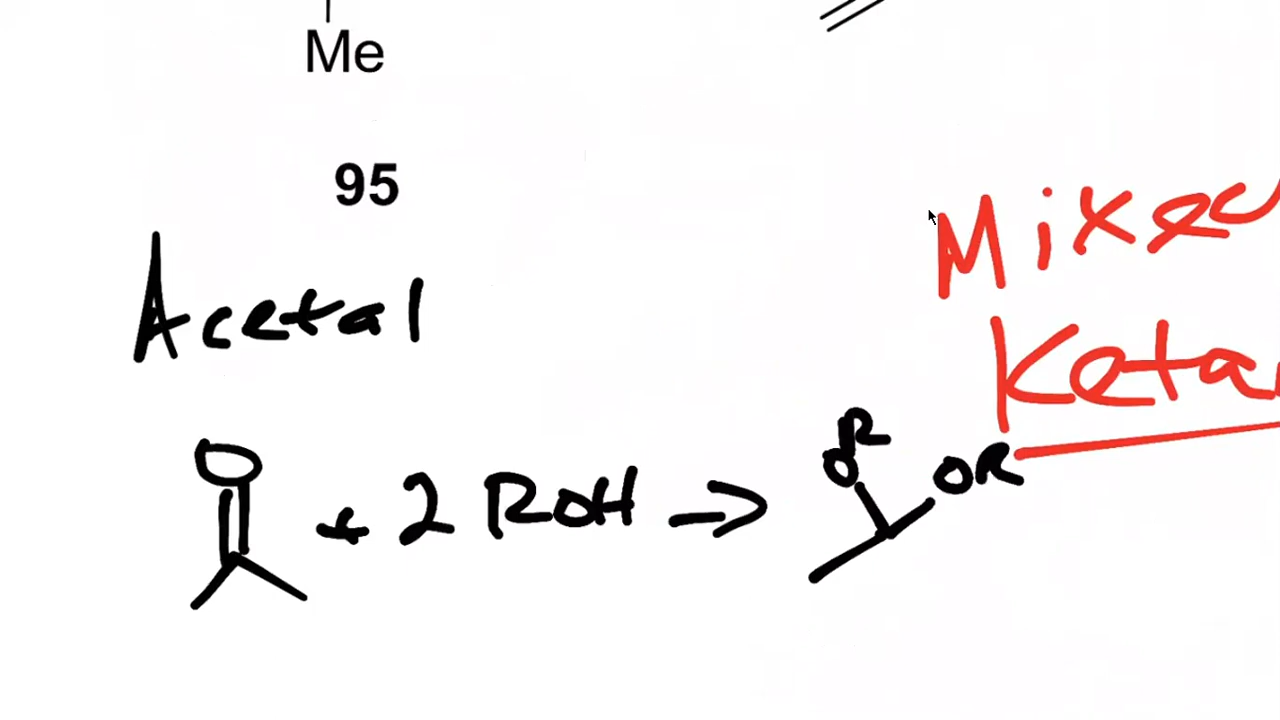 Me
95
Mixed
Acetal
Ketal
O + 2 ROH → OR OR